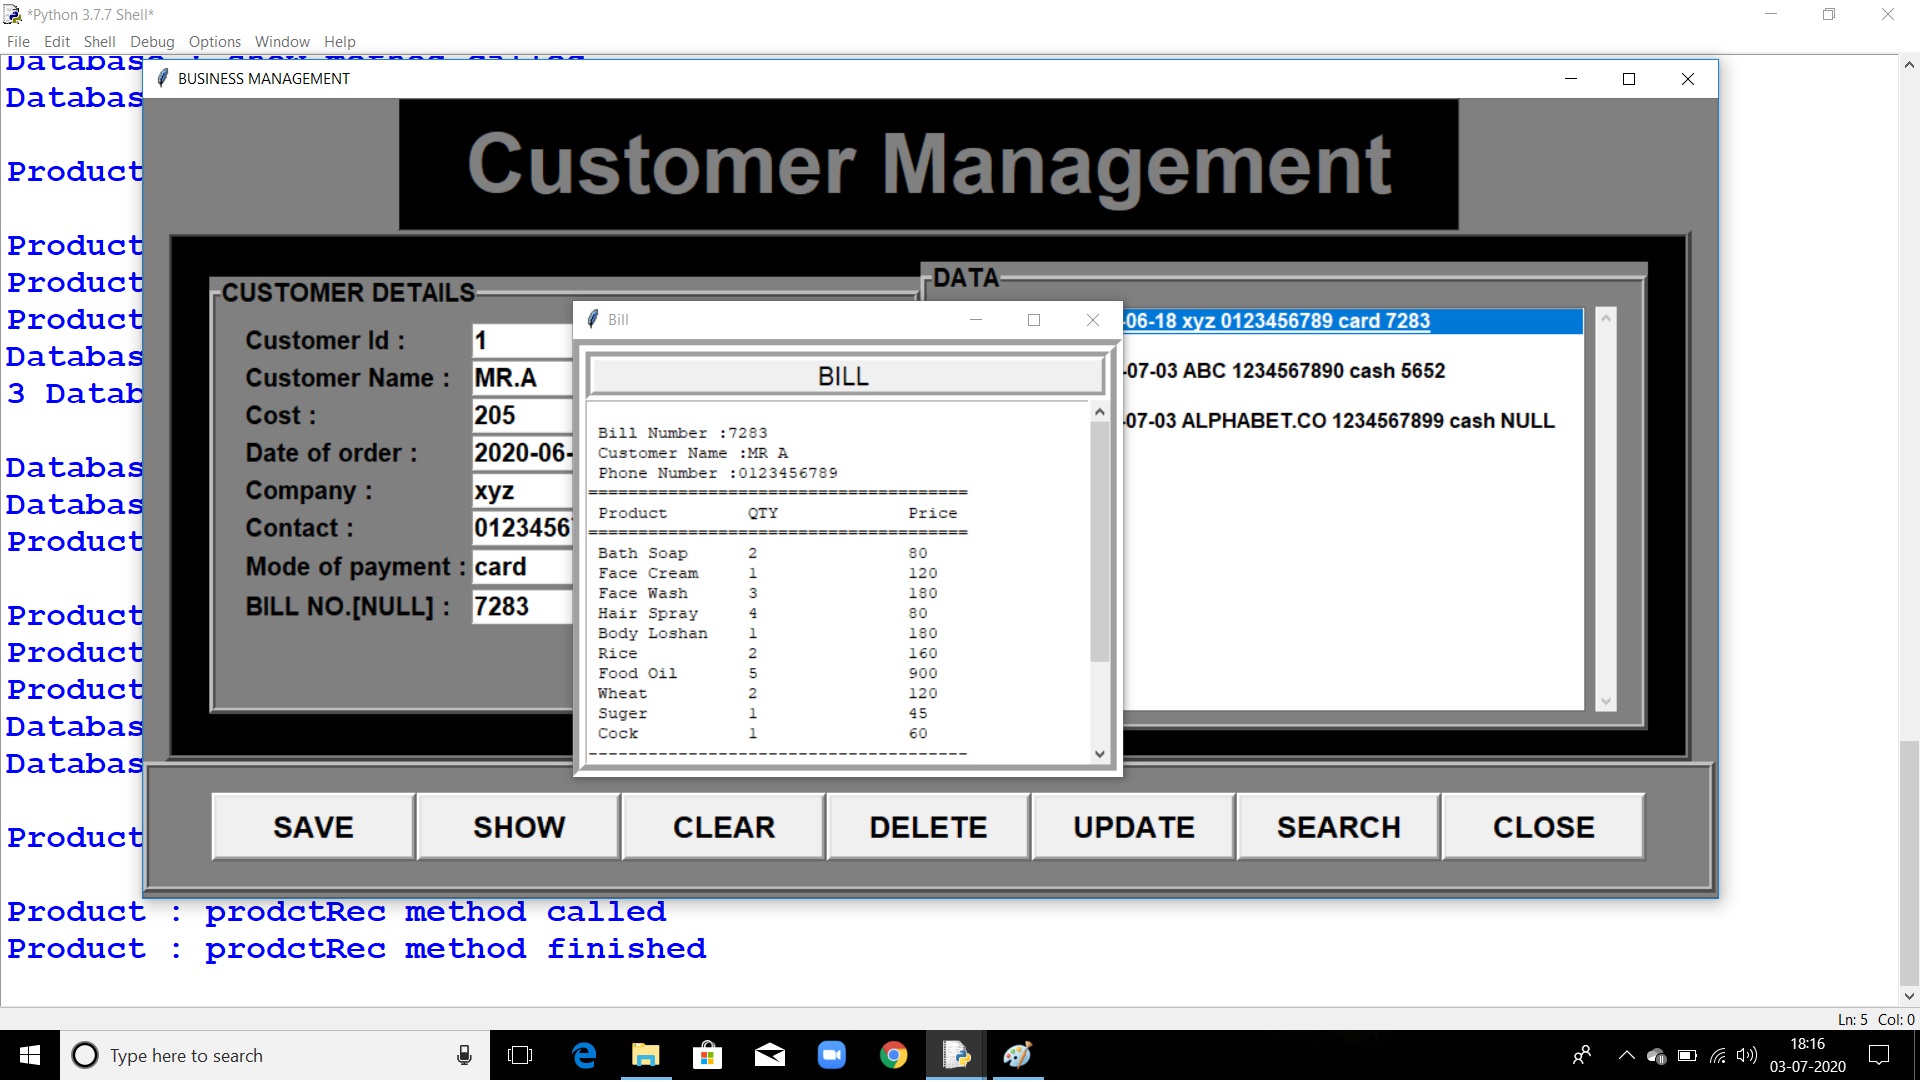 *Python 3.7.7 Shell*
File Edit Shell Debug Options Window Help
Databas
BUSINESS MANAGEMENT
Databas
Customer Management
Product
Product
Product
Product
Databas
3 Datab
Databas
Databas
Product
Product
Product
Product
Databas
Databas
Product
CUSTOMER DETAILS
Customer Id : 1
Customer Name : MR.A
Cost : 205
Date of order : 2020-06-
Company : xyz
Contact : 0123456
Mode of payment : card
BILL NO.[NULL] : 7283
Bill
BILL
Bill Number :7283
Customer Name :MR A
Phone Number :0123456789
======================================
Product QTY Price
======================================
Bath Soap 2 80
Face Cream 1 120
Face Wash 3 180
Hair Spray 4 80
Body Loshan 1 180
Rice 2 160
Food Oil 5 900
Wheat 2 120
Suger 1 45
Cock 1 60
--------------------------------------
DATA
-06-18 xyz 0123456789 card 7283
-07-03 ABC 1234567890 cash 5652
-07-03 ALPHABET.CO 1234567899 cash NULL
SAVE SHOW CLEAR DELETE UPDATE SEARCH CLOSE
Product : prodctRec method called
Product : prodctRec method finished
Ln: 5 Col: 0
Type here to search
18:16
03-07-2020